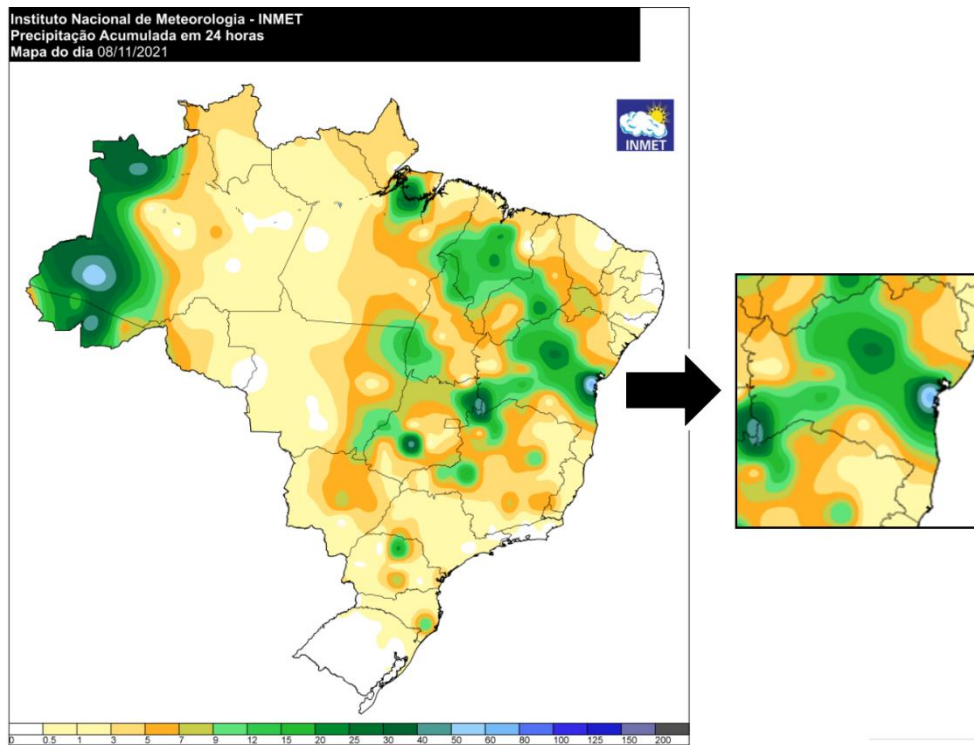 Instituto Nacional de Meteorologia - INMET
Precipitação Acumulada em 24 horas
Mapa do dia 08/11/2021
INMET
0 0.5 1 3 5 7 9 12 15 20 25 30 40 50 60 80 100 125 150 200